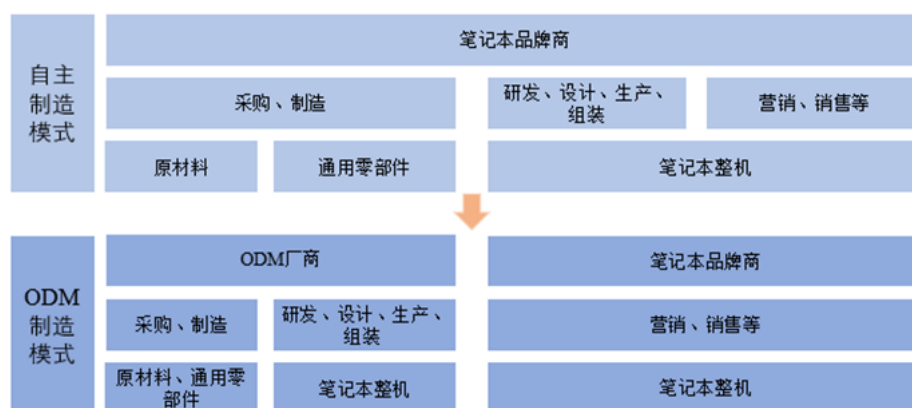 自主
制造
模式
笔记本品牌商
采购、制造
研发、设计、生产、
组装
营销、销售等
原材料
通用零部件
笔记本整机
ODM
制造
模式
ODM厂商
笔记本品牌商
采购、制造
研发、设计、生产、
组装
营销、销售等
原材料、通用零
部件
笔记本整机
笔记本整机